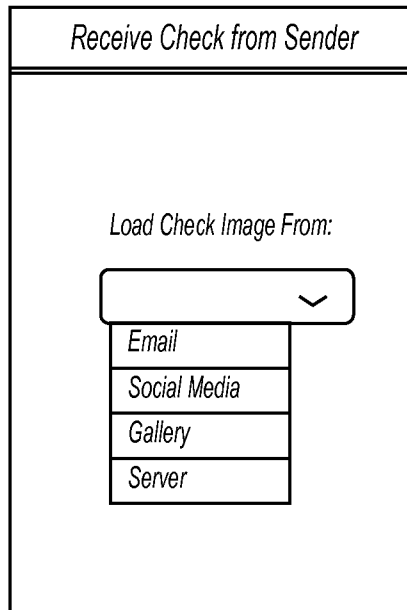 Receive Check from Sender
Load Check Image From:
Email
Social Media
Gallery
Server